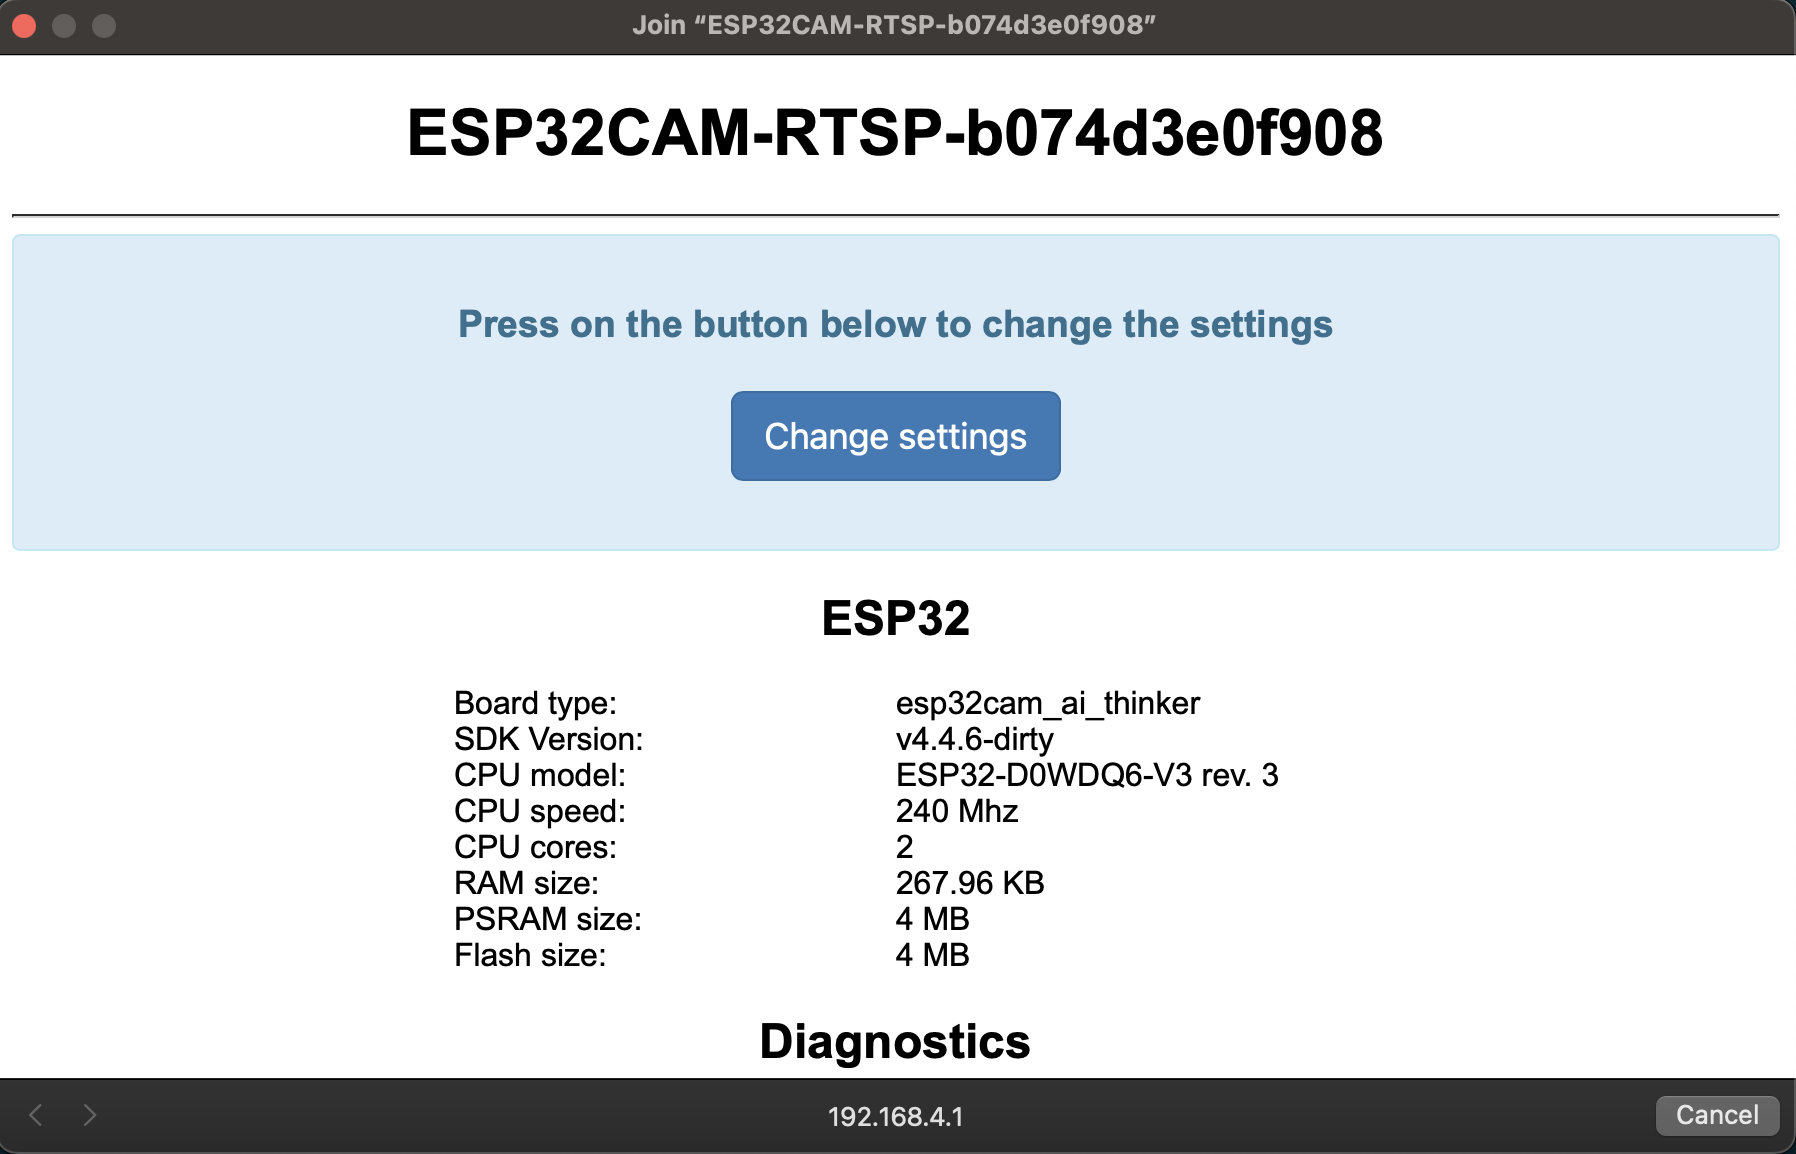 Join “ESP32CAM-RTSP-b074d3e0f908”
ESP32CAM-RTSP-b074d3e0f908
Press on the button below to change the settings
Change settings
ESP32
Board type: esp32cam_ai_thinker
SDK Version: v4.4.6-dirty
CPU model: ESP32-D0WDQ6-V3 rev. 3
CPU speed: 240 Mhz
CPU cores: 2
RAM size: 267.96 KB
PSRAM size: 4 MB
Flash size: 4 MB
Diagnostics
192.168.4.1
Cancel